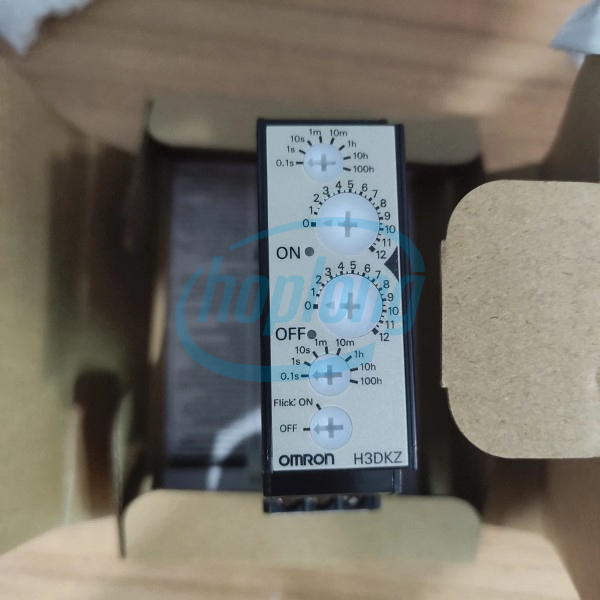 10s 1m 10m
1s 1h
0.1s 10h
100h
0 1 2 3 4 5 6 7 8 9 10 11 12
ON
0 1 2 3 4 5 6 7 8 9 10 11 12
OFF
10s 1m 10m
1s 1h
0.1s 10h
100h
Flick: ON
OFF
OMRON H3DKZ
hoplong